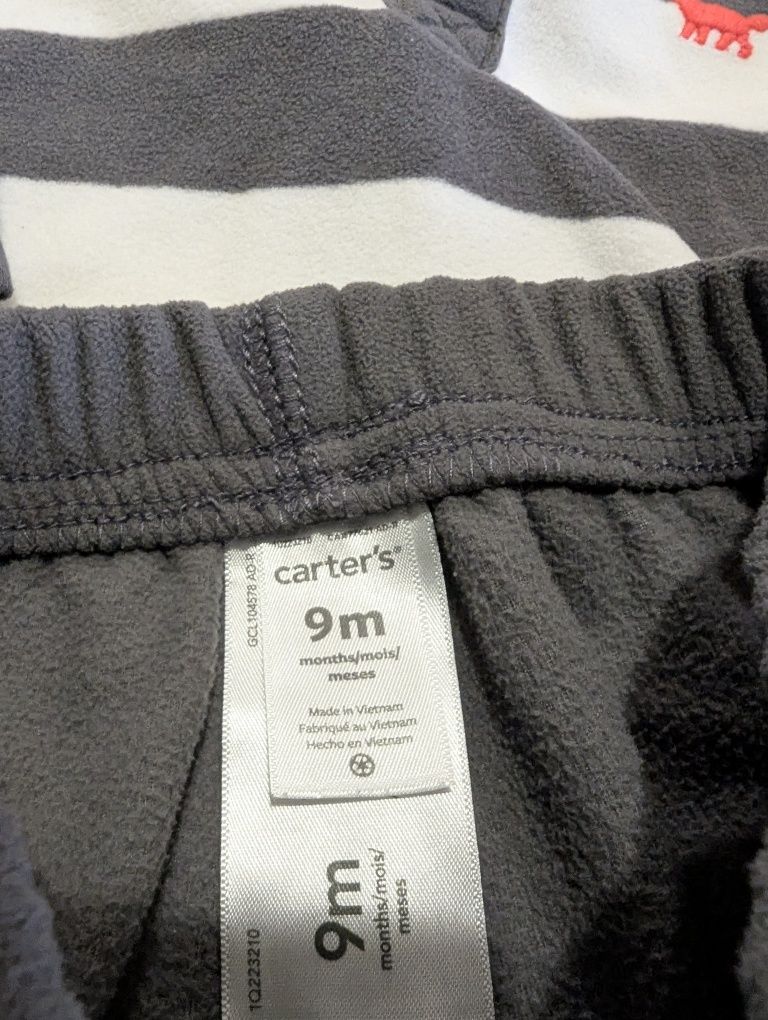 carter's®
9m
months/mois/
meses
Made in Vietnam
Fabriqué au Vietnam
Hecho en Vietnam
GCL104578 AO-P
9m
months/mois/
meses
1Q223210